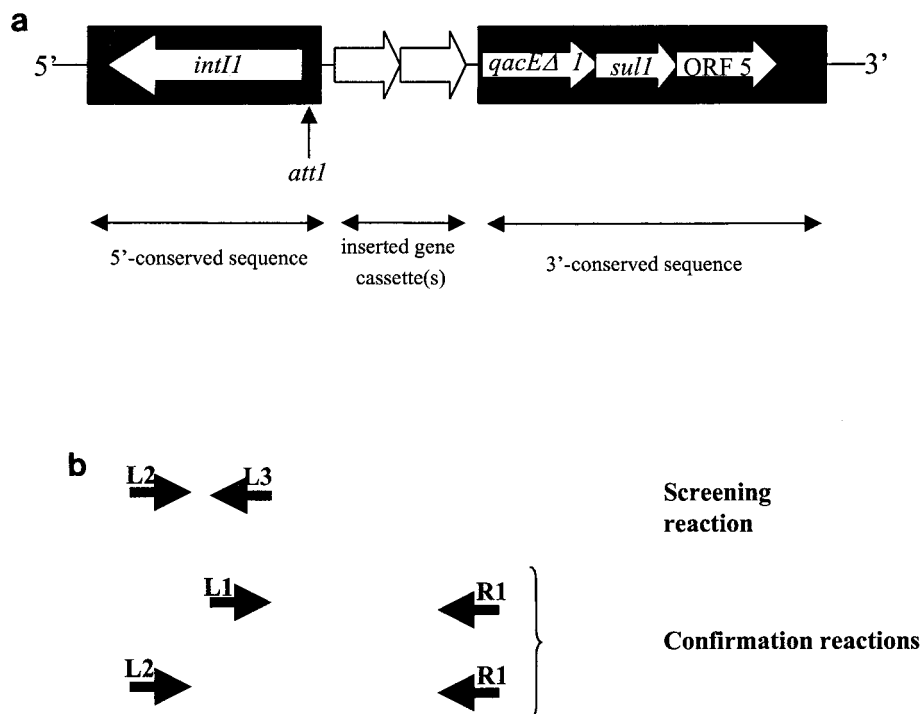 a
5’ intI1 qacEΔ 1 sul1 ORF 5 3’
attI
5’-conserved sequence
inserted gene
cassette(s)
3’-conserved sequence
b
L2 L3
Screening
reaction
L1 R1
Confirmation reactions
L2 R1